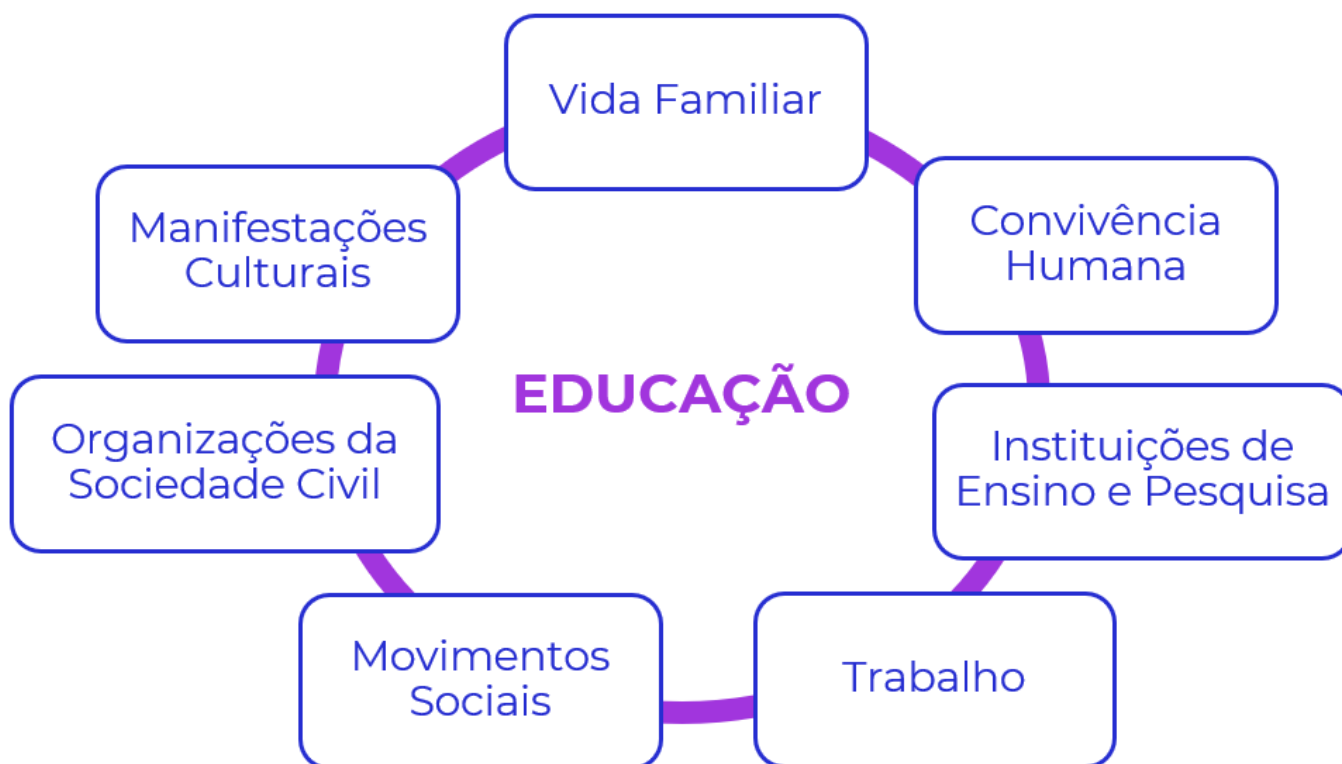 Vida Familiar
Convivência
Humana
Instituições de
Ensino e Pesquisa
Trabalho
Movimentos
Sociais
Organizações da
Sociedade Civil
Manifestações
Culturais
EDUCAÇÃO